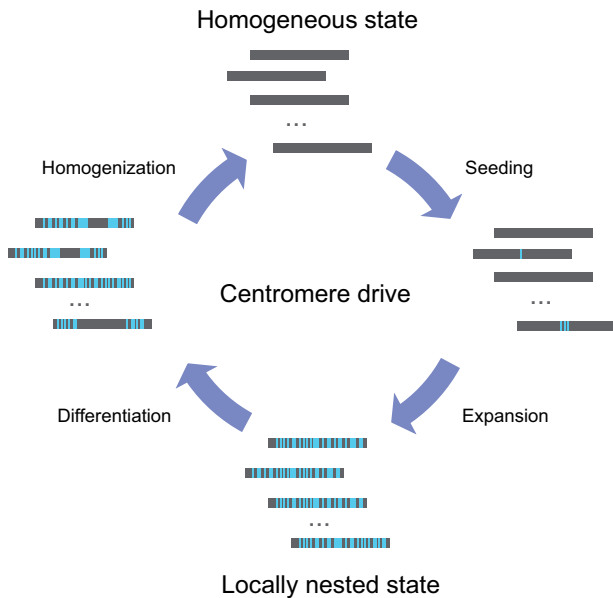 Homogeneous state
...
Homogenization
Seeding
...
Centromere drive
...
Differentiation
Expansion
...
Locally nested state